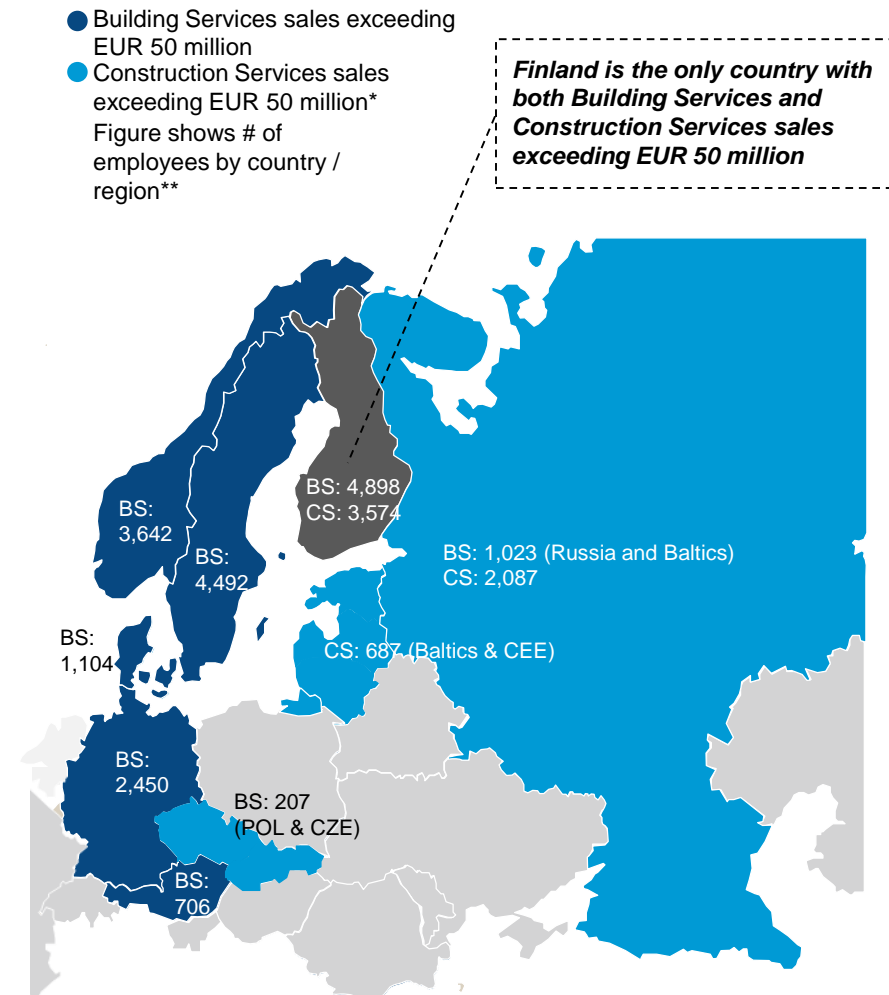 Building Services sales exceeding
EUR 50 million
Construction Services sales
exceeding EUR 50 million*
Figure shows # of
employees by country /
region**
Finland is the only country with
both Building Services and
Construction Services sales
exceeding EUR 50 million
BS: 4,898
CS: 3,574
BS:
3,642
BS:
4,492
BS: 1,023 (Russia and Baltics)
CS: 2,087
BS:
1,104
CS: 687 (Baltics & CEE)
BS:
2,450
BS: 207
(POL & CZE)
BS:
706